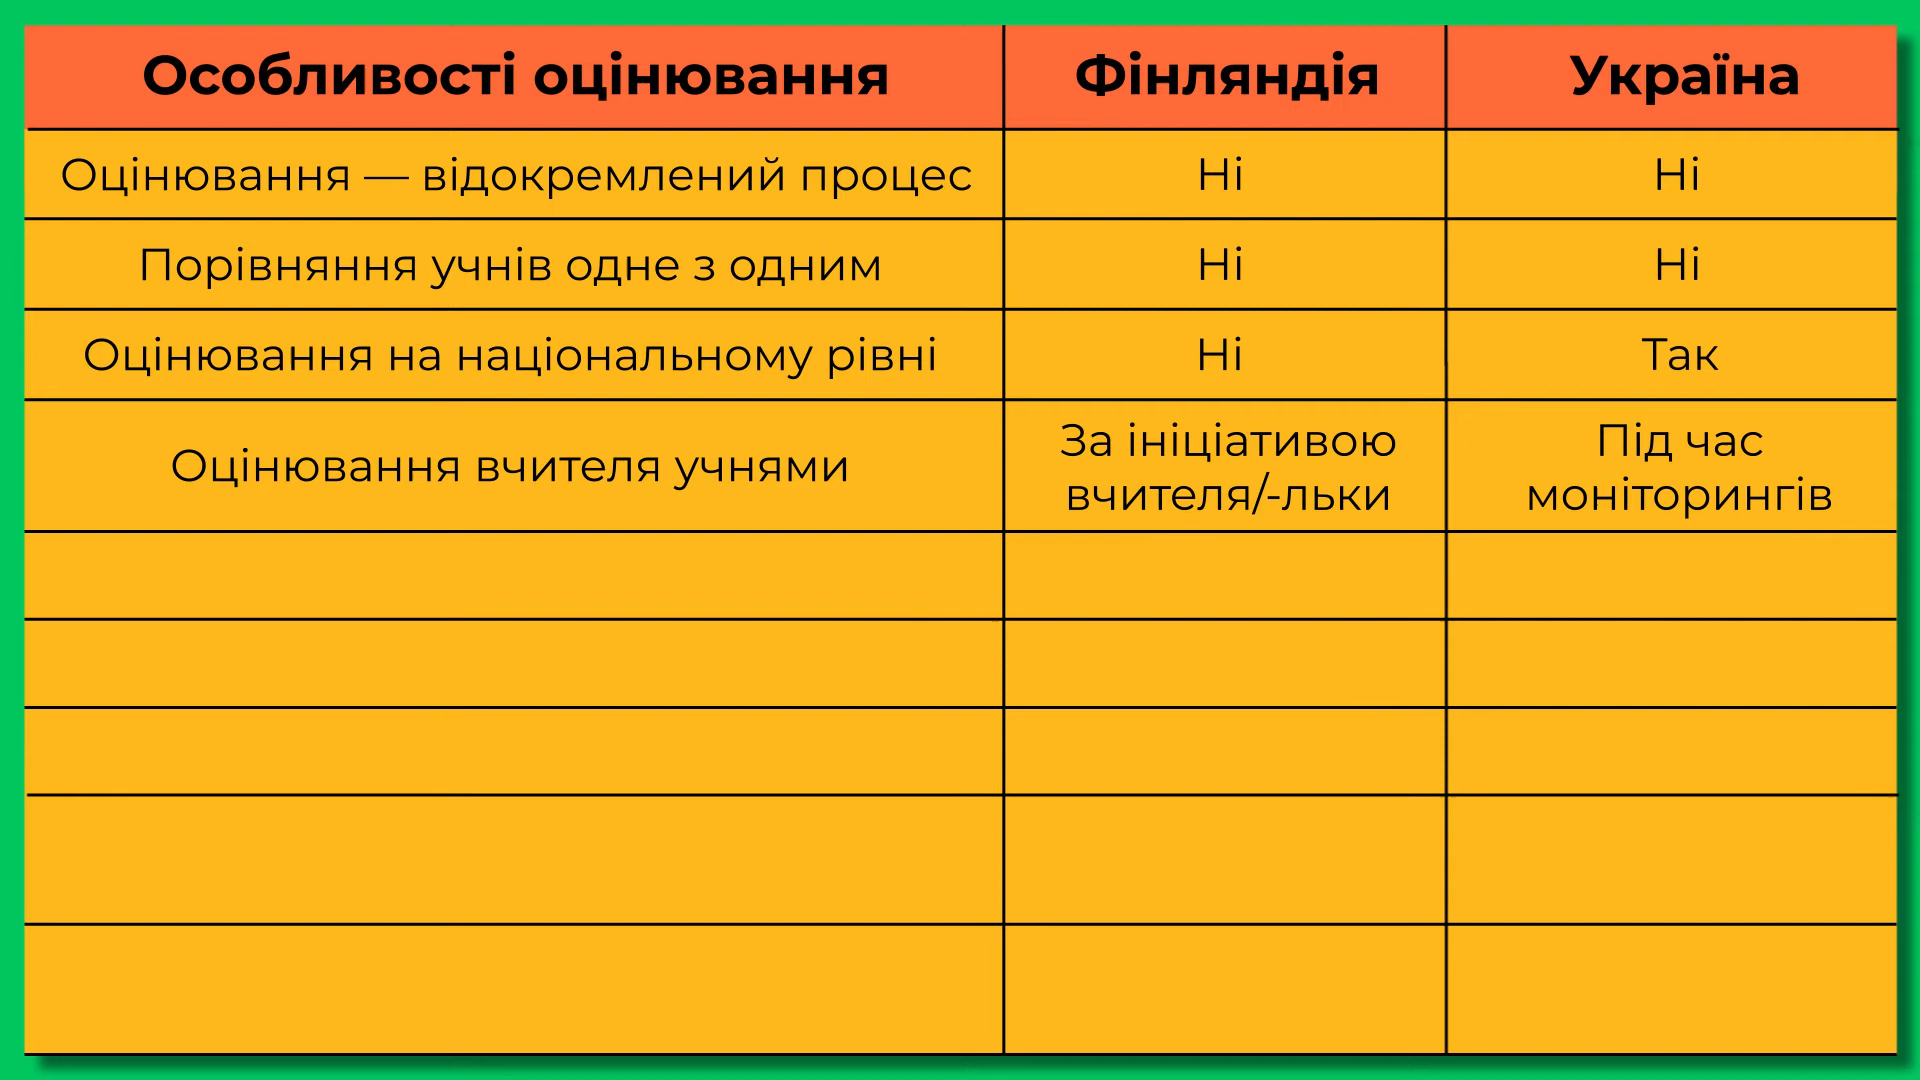 Особливості оцінювання Фінляндія Україна
Оцінювання — відокремлений процес Ні Ні
Порівняння учнів одне з одним Ні Ні
Оцінювання на національному рівні Ні Так
Оцінювання вчителя учнями
За ініціативою
вчителя/-льки
Під час
моніторингів